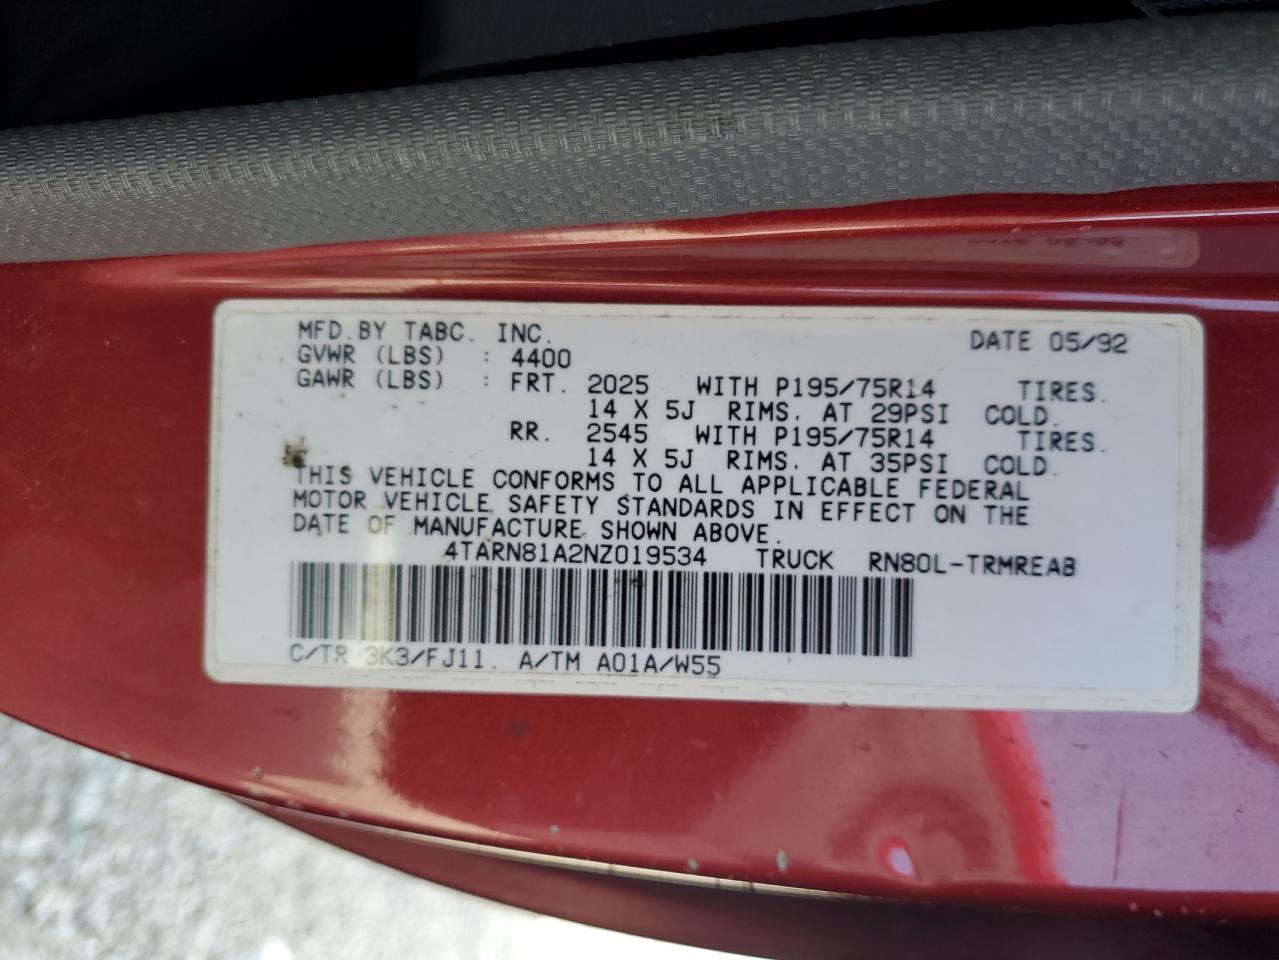 MFD. BY TABC. INC. DATE 05/92
GVWR (LBS) : 4400
GAWR (LBS) : FRT. 2025 WITH P195/75R14 TIRES.
14 X 5J RIMS. AT 29PSI COLD.
RR. 2545 WITH P195/75R14 TIRES.
14 X 5J RIMS. AT 35PSI COLD.
THIS VEHICLE CONFORMS TO ALL APPLICABLE FEDERAL
MOTOR VEHICLE SAFETY STANDARDS IN EFFECT ON THE
DATE OF MANUFACTURE SHOWN ABOVE.
4TARN81A2NZ019534 TRUCK RN80L-TRMREAB
C/TR 3K3/FJ11. A/TM A01A/W55